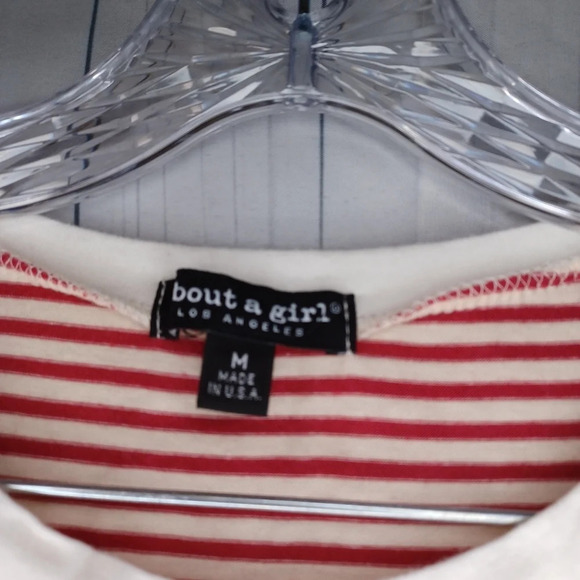 bout a girl®
LOS ANGELES
M
MADE
IN U.S.A.